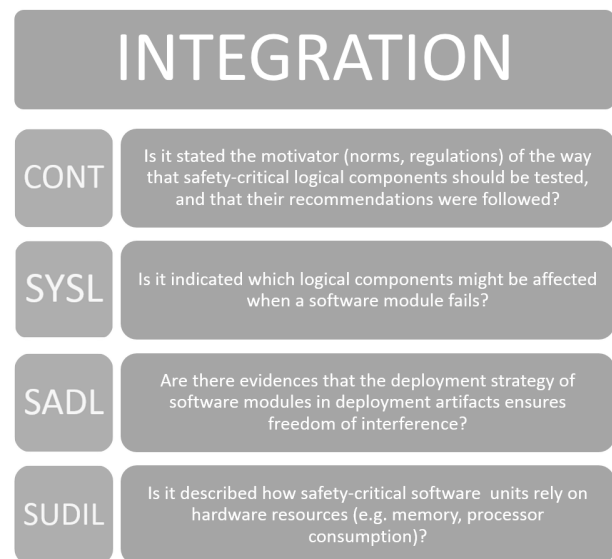 INTEGRATION
CONT
Is it stated the motivator (norms, regulations) of the way
that safety-critical logical components should be tested,
and that their recommendations were followed?
SYSL
Is it indicated which logical components might be affected
when a software module fails?
SADL
Are there evidences that the deployment strategy of
software modules in deployment artifacts ensures
freedom of interference?
SUDIL
Is it described how safety-critical software  units rely on
hardware resources (e.g. memory, processor
consumption)?